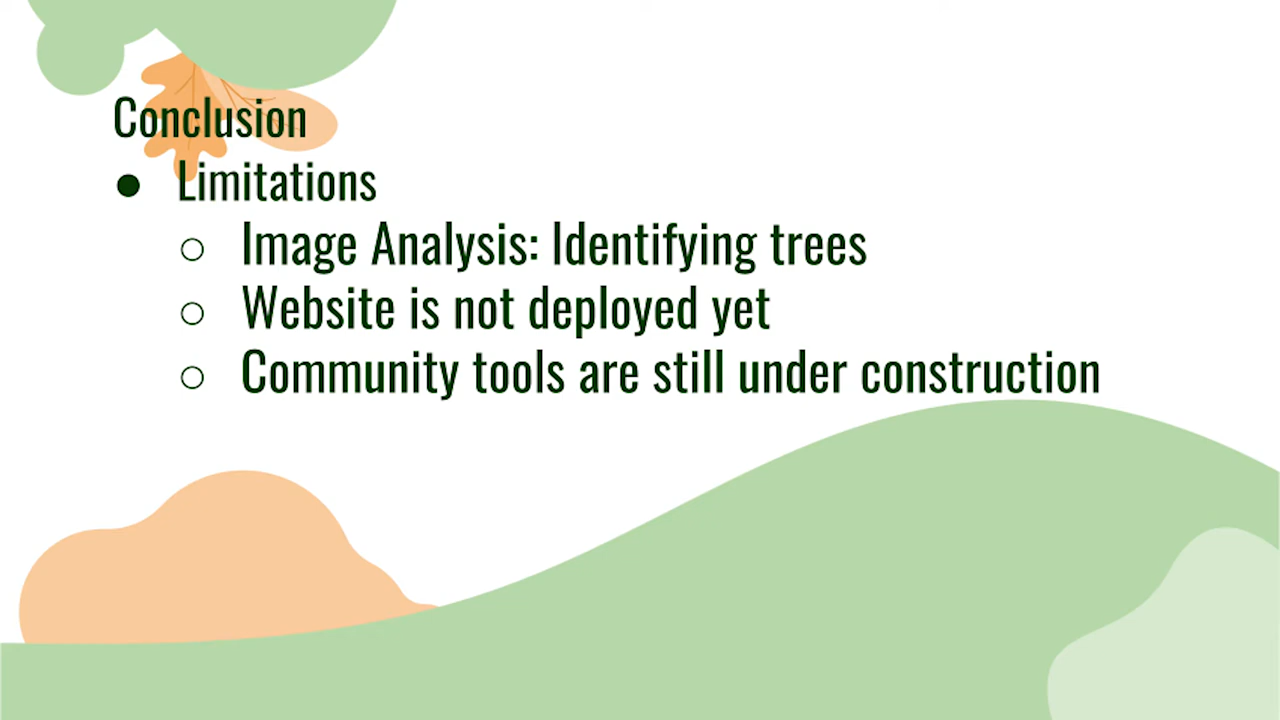 Conclusion
● Limitations
○ Image Analysis: Identifying trees
○ Website is not deployed yet
○ Community tools are still under construction